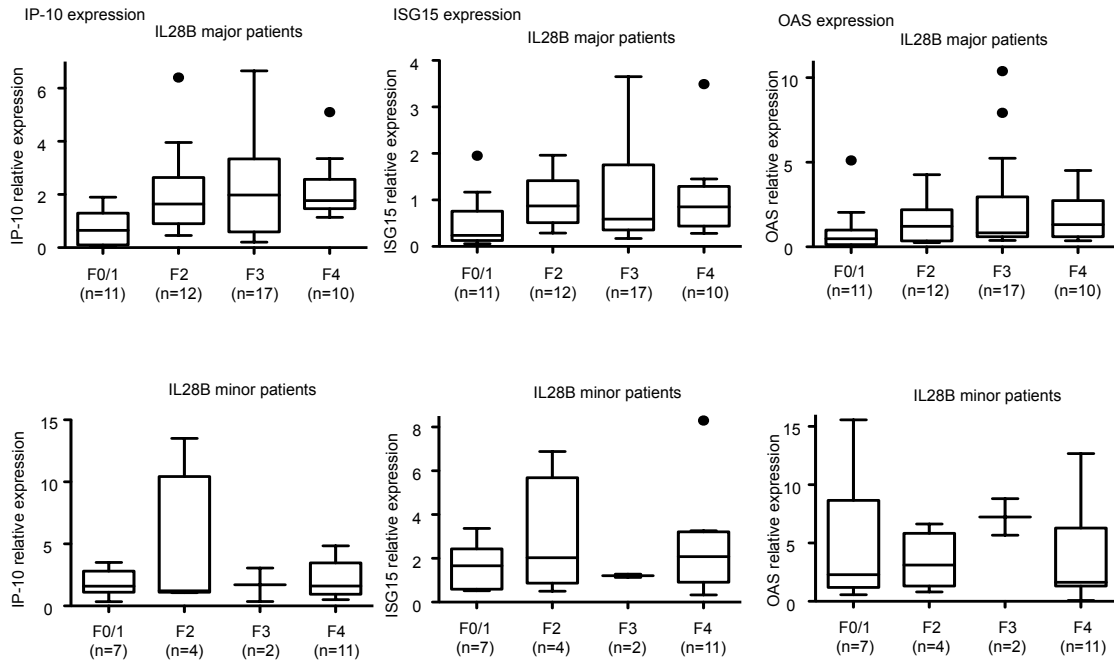 IP-10 expression
IL28B major patients
IP-10 relative expression
6
4
2
0
F0/1 F2 F3 F4
(n=11) (n=12) (n=17) (n=10)
ISG15 expression
IL28B major patients
ISG15 relative expression
4
3
2
1
0
F0/1 F2 F3 F4
(n=11) (n=12) (n=17) (n=10)
OAS expression
IL28B major patients
OAS relative expression
10
5
0
F0/1 F2 F3 F4
(n=11) (n=12) (n=17) (n=10)
IL28B minor patients
IP-10 relative expression
15
10
5
0
F0/1 F2 F3 F4
(n=7) (n=4) (n=2) (n=11)
IL28B minor patients
ISG15 relative expression
8
6
4
2
0
F0/1 F2 F3 F4
(n=7) (n=4) (n=2) (n=11)
IL28B minor patients
OAS relative expression
15
10
5
0
F0/1 F2 F3 F4
(n=7) (n=4) (n=2) (n=11)